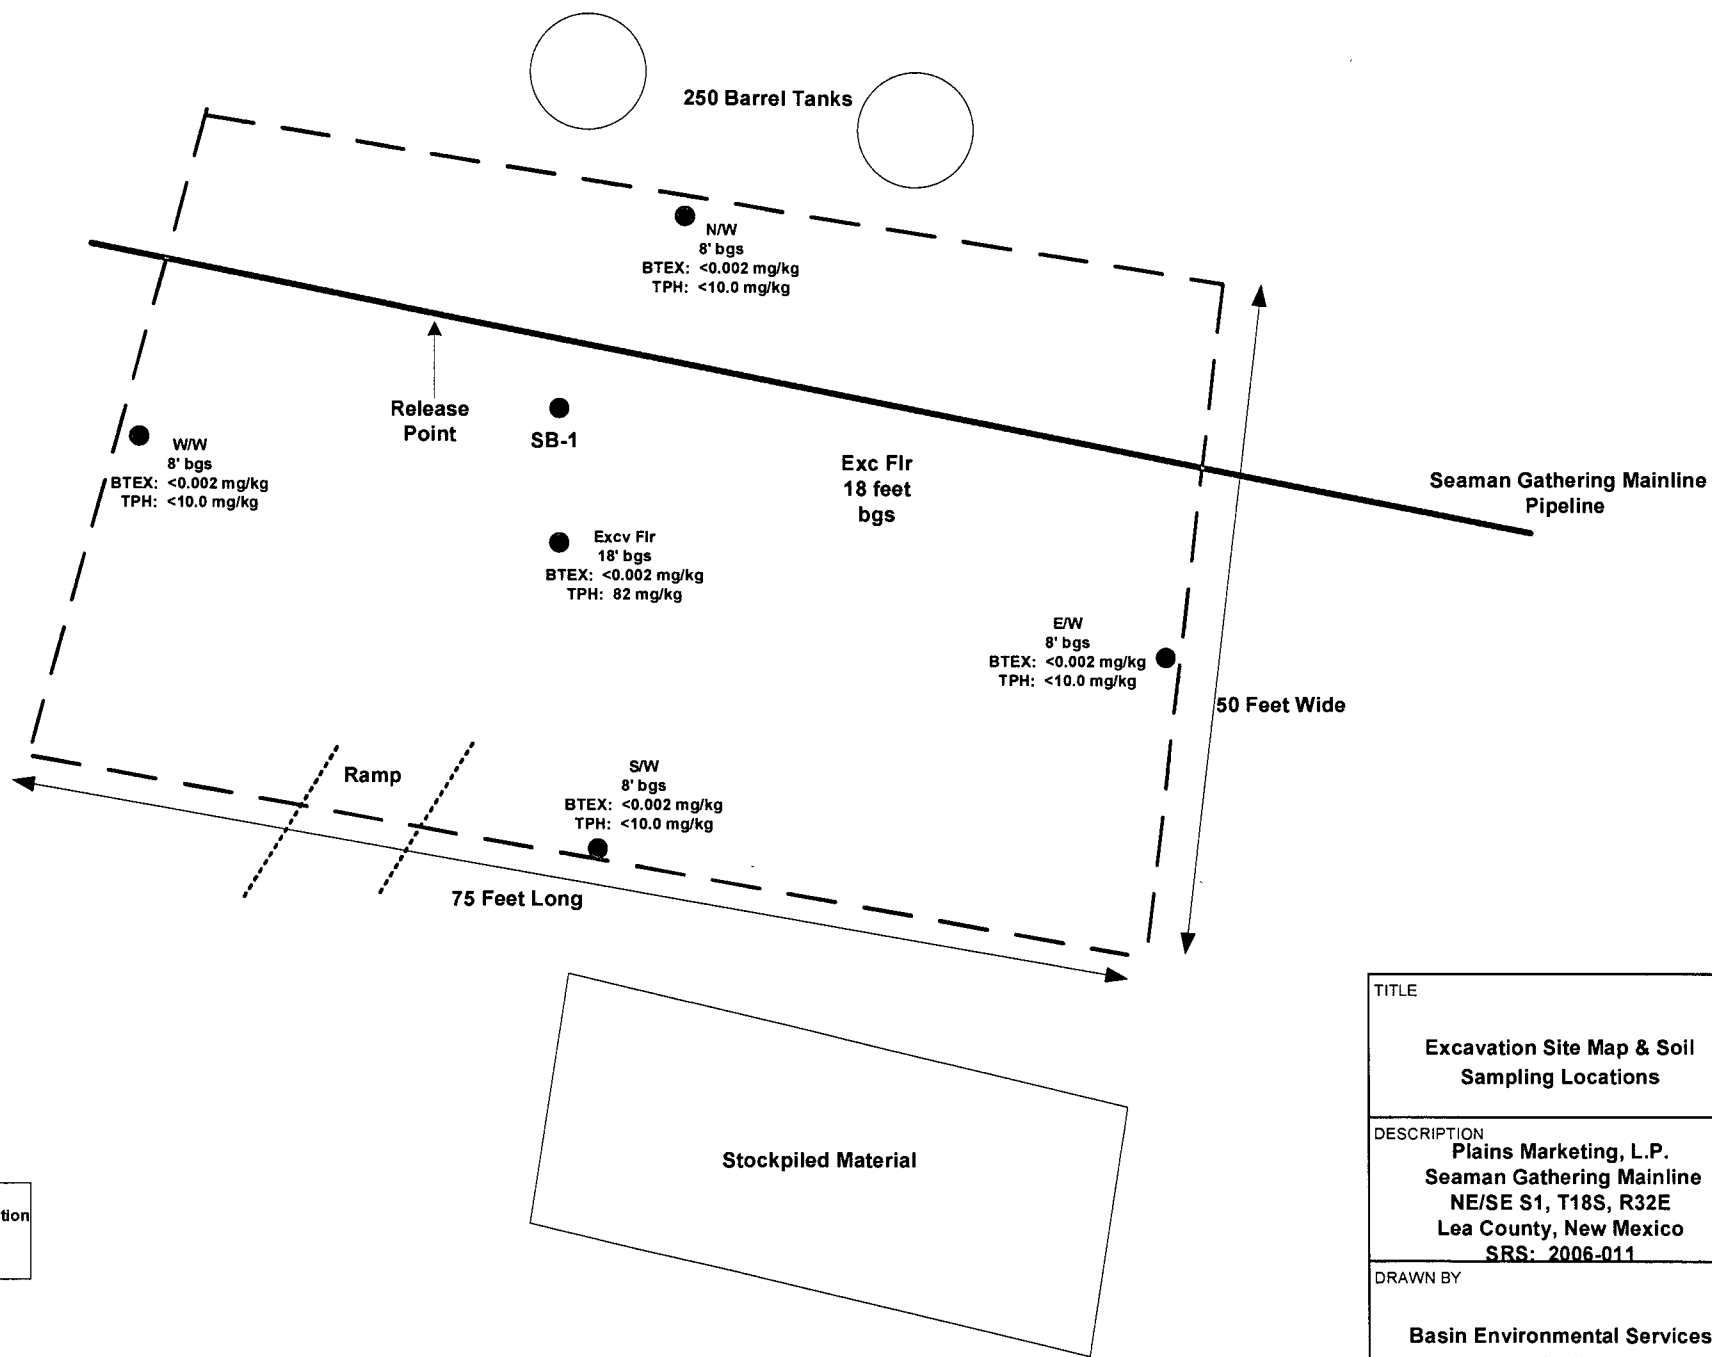 250 Barrel Tanks
N/W
8' bgs
BTEX: <0.002 mg/kg
TPH: <10.0 mg/kg
Release
Point
SB-1
W/W
8' bgs
BTEX: <0.002 mg/kg
TPH: <10.0 mg/kg
Exc Flr
18 feet
bgs
Seaman Gathering Mainline
Pipeline
Excv Flr
18' bgs
BTEX: <0.002 mg/kg
TPH: 82 mg/kg
E/W
8' bgs
BTEX: <0.002 mg/kg
TPH: <10.0 mg/kg
50 Feet Wide
Ramp
S/W
8' bgs
BTEX: <0.002 mg/kg
TPH: <10.0 mg/kg
75 Feet Long
Stockpiled Material
tion
TITLE
Excavation Site Map & Soil
Sampling Locations
DESCRIPTION
Plains Marketing, L.P.
Seaman Gathering Mainline
NE/SE S1, T18S, R32E
Lea County, New Mexico
SRS: 2006-011
DRAWN BY
Basin Environmental Services